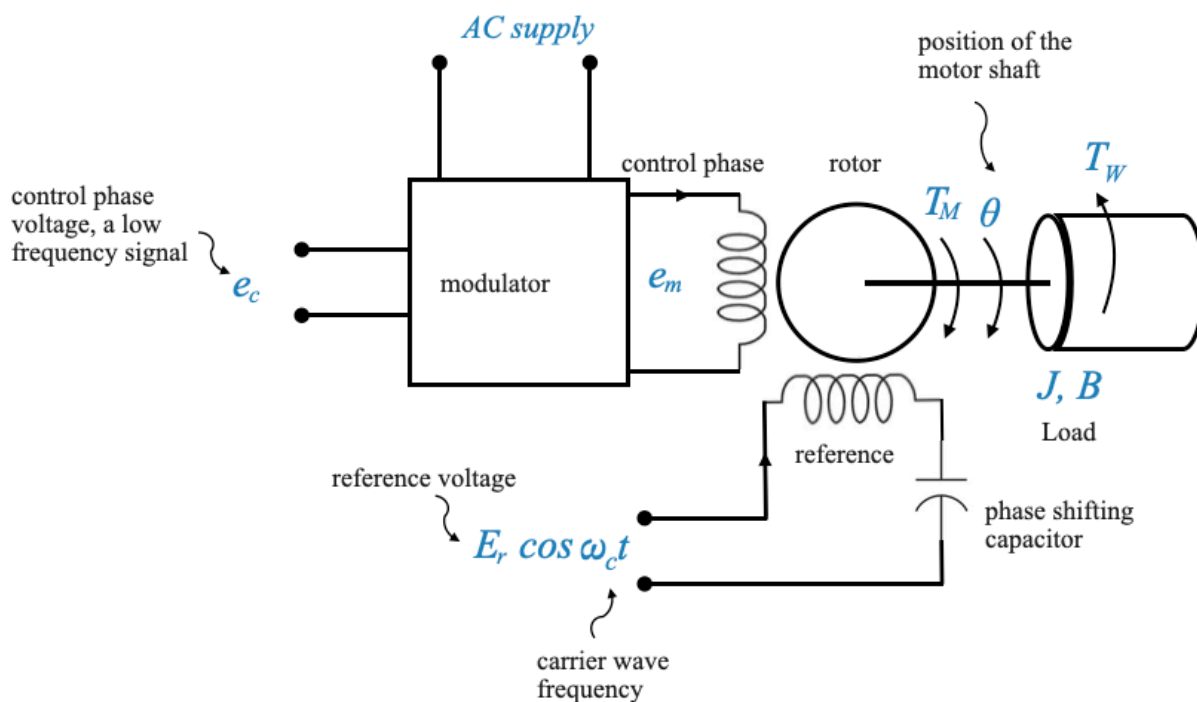 AC supply
position of the
motor shaft
control phase
rotor
T_W
control phase
voltage, a low
frequency signal
T_M θ
e_c
modulator
e_m
J, B
Load
reference
reference voltage
E_r cos ω_c t
phase shifting
capacitor
carrier wave
frequency